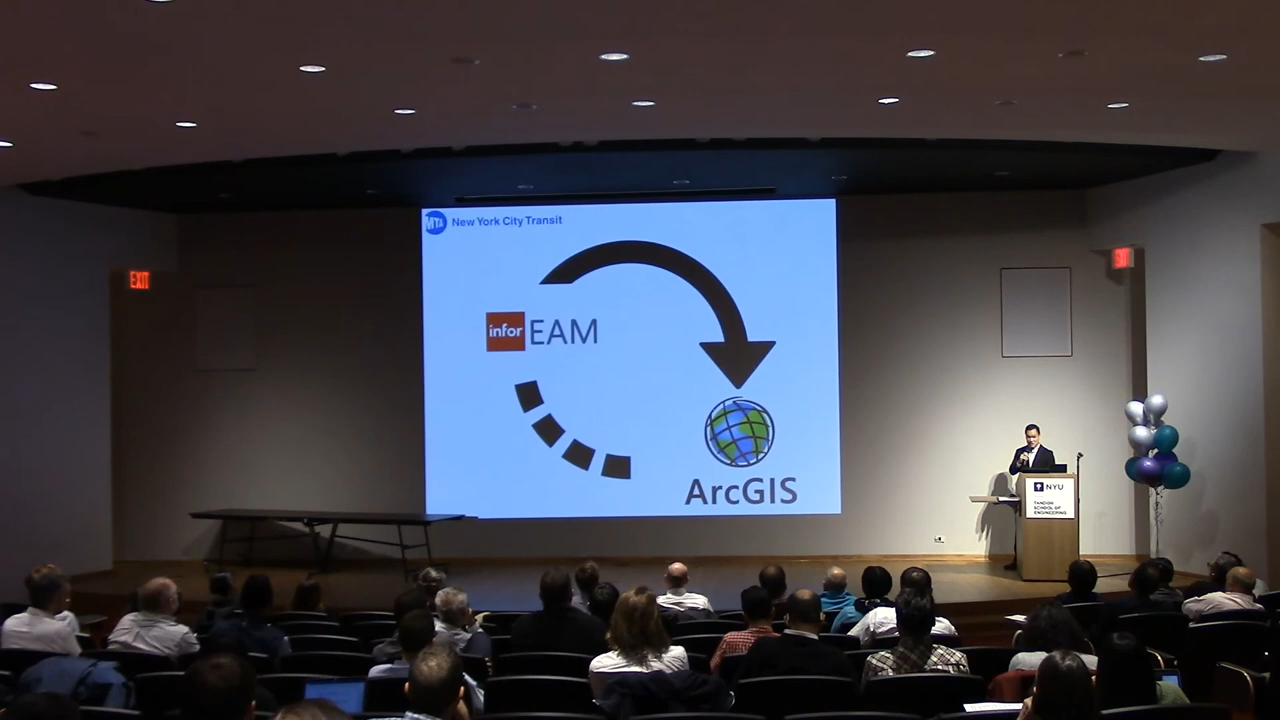 MTA New York City Transit
infor EAM
ArcGIS
EXIT
EXIT
NYU
TANDON
SCHOOL OF
ENGINEERING